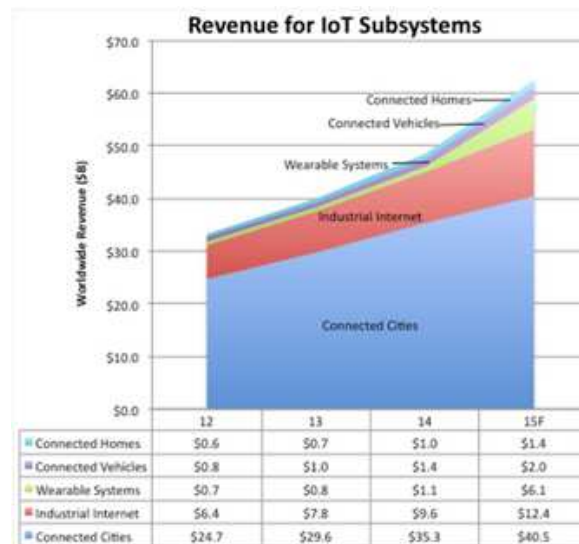 Revenue for IoT Subsystems
$70.0
$60.0
$50.0
$40.0
$30.0
$20.0
$10.0
$0.0
Worldwide Revenue ($B)
Connected Homes
Connected Vehicles
Wearable Systems
Industrial Internet
Connected Cities
12 13 14 15F
Connected Homes $0.6 $0.7 $1.0 $1.4
Connected Vehicles $0.8 $1.0 $1.4 $2.0
Wearable Systems $0.7 $0.8 $1.1 $6.1
Industrial Internet $6.4 $7.8 $9.6 $12.4
Connected Cities $24.7 $29.6 $35.3 $40.5